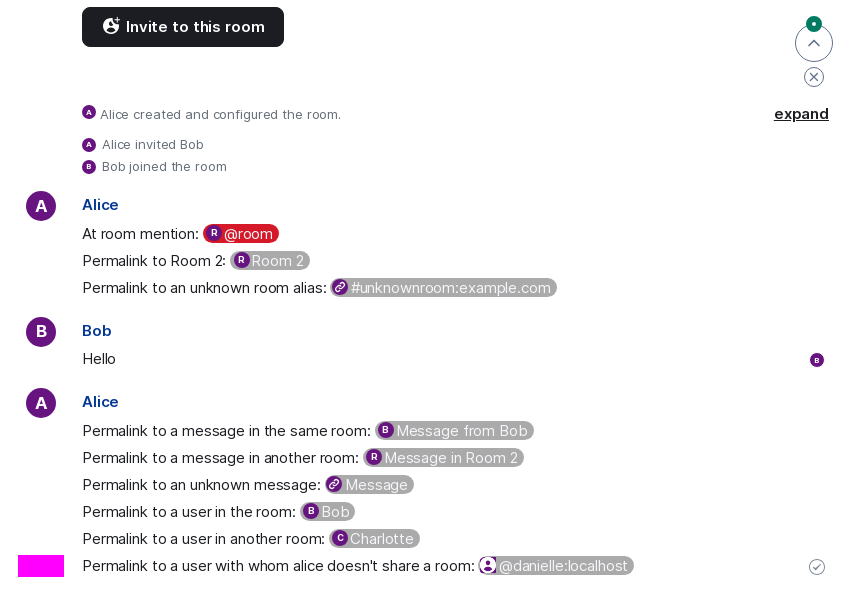 Invite to this room
A Alice created and configured the room. expand
A Alice invited Bob
B Bob joined the room
A Alice
At room mention: R @room
Permalink to Room 2: R Room 2
Permalink to an unknown room alias: #unknownroom:example.com
B Bob
Hello B
A Alice
Permalink to a message in the same room: B Message from Bob
Permalink to a message in another room: R Message in Room 2
Permalink to an unknown message: Message
Permalink to a user in the room: B Bob
Permalink to a user in another room: C Charlotte
Permalink to a user with whom alice doesn't share a room: @danielle:localhost